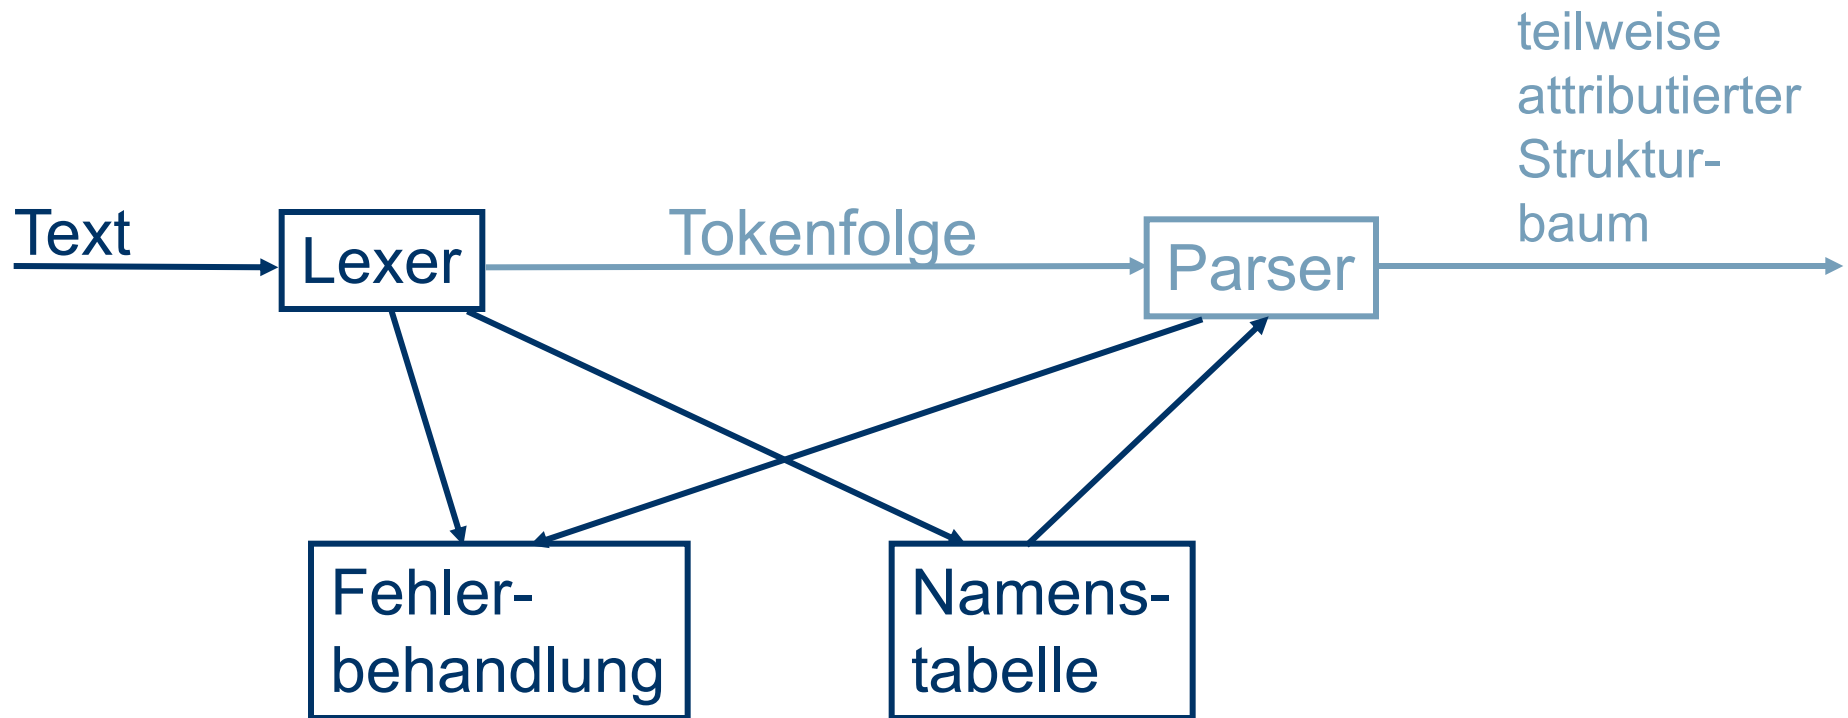 Text
Lexer
Tokenfolge
Parser
teilweise
attributierter
Struktur-
baum
Fehler-
behandlung
Namens-
tabelle